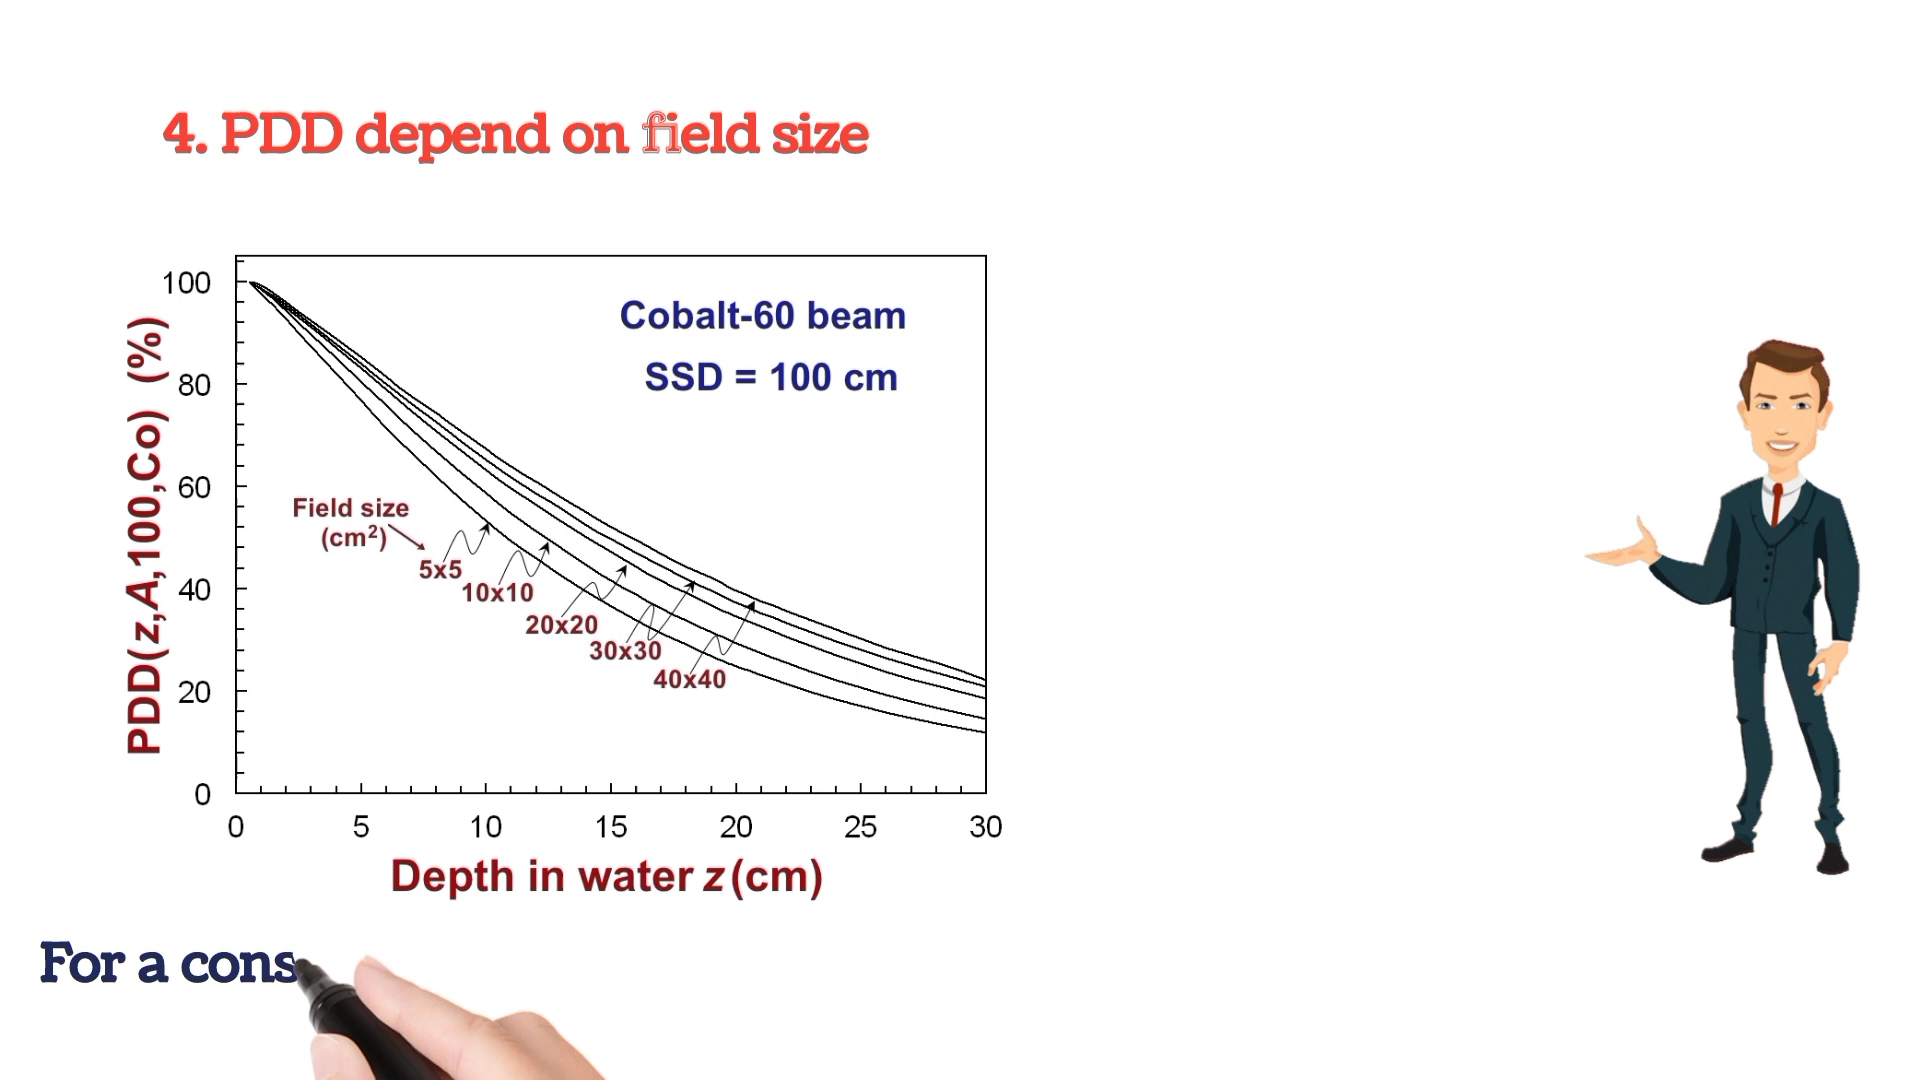 4. PDD depend on field size
PDD(z,A,100,Co) (%)
100
80
60
40
20
0
Cobalt-60 beam
SSD = 100 cm
Field size
(cm²)
5x5
10x10
20x20
30x30
40x40
0 5 10 15 20 25 30
Depth in water z (cm)
For a cons